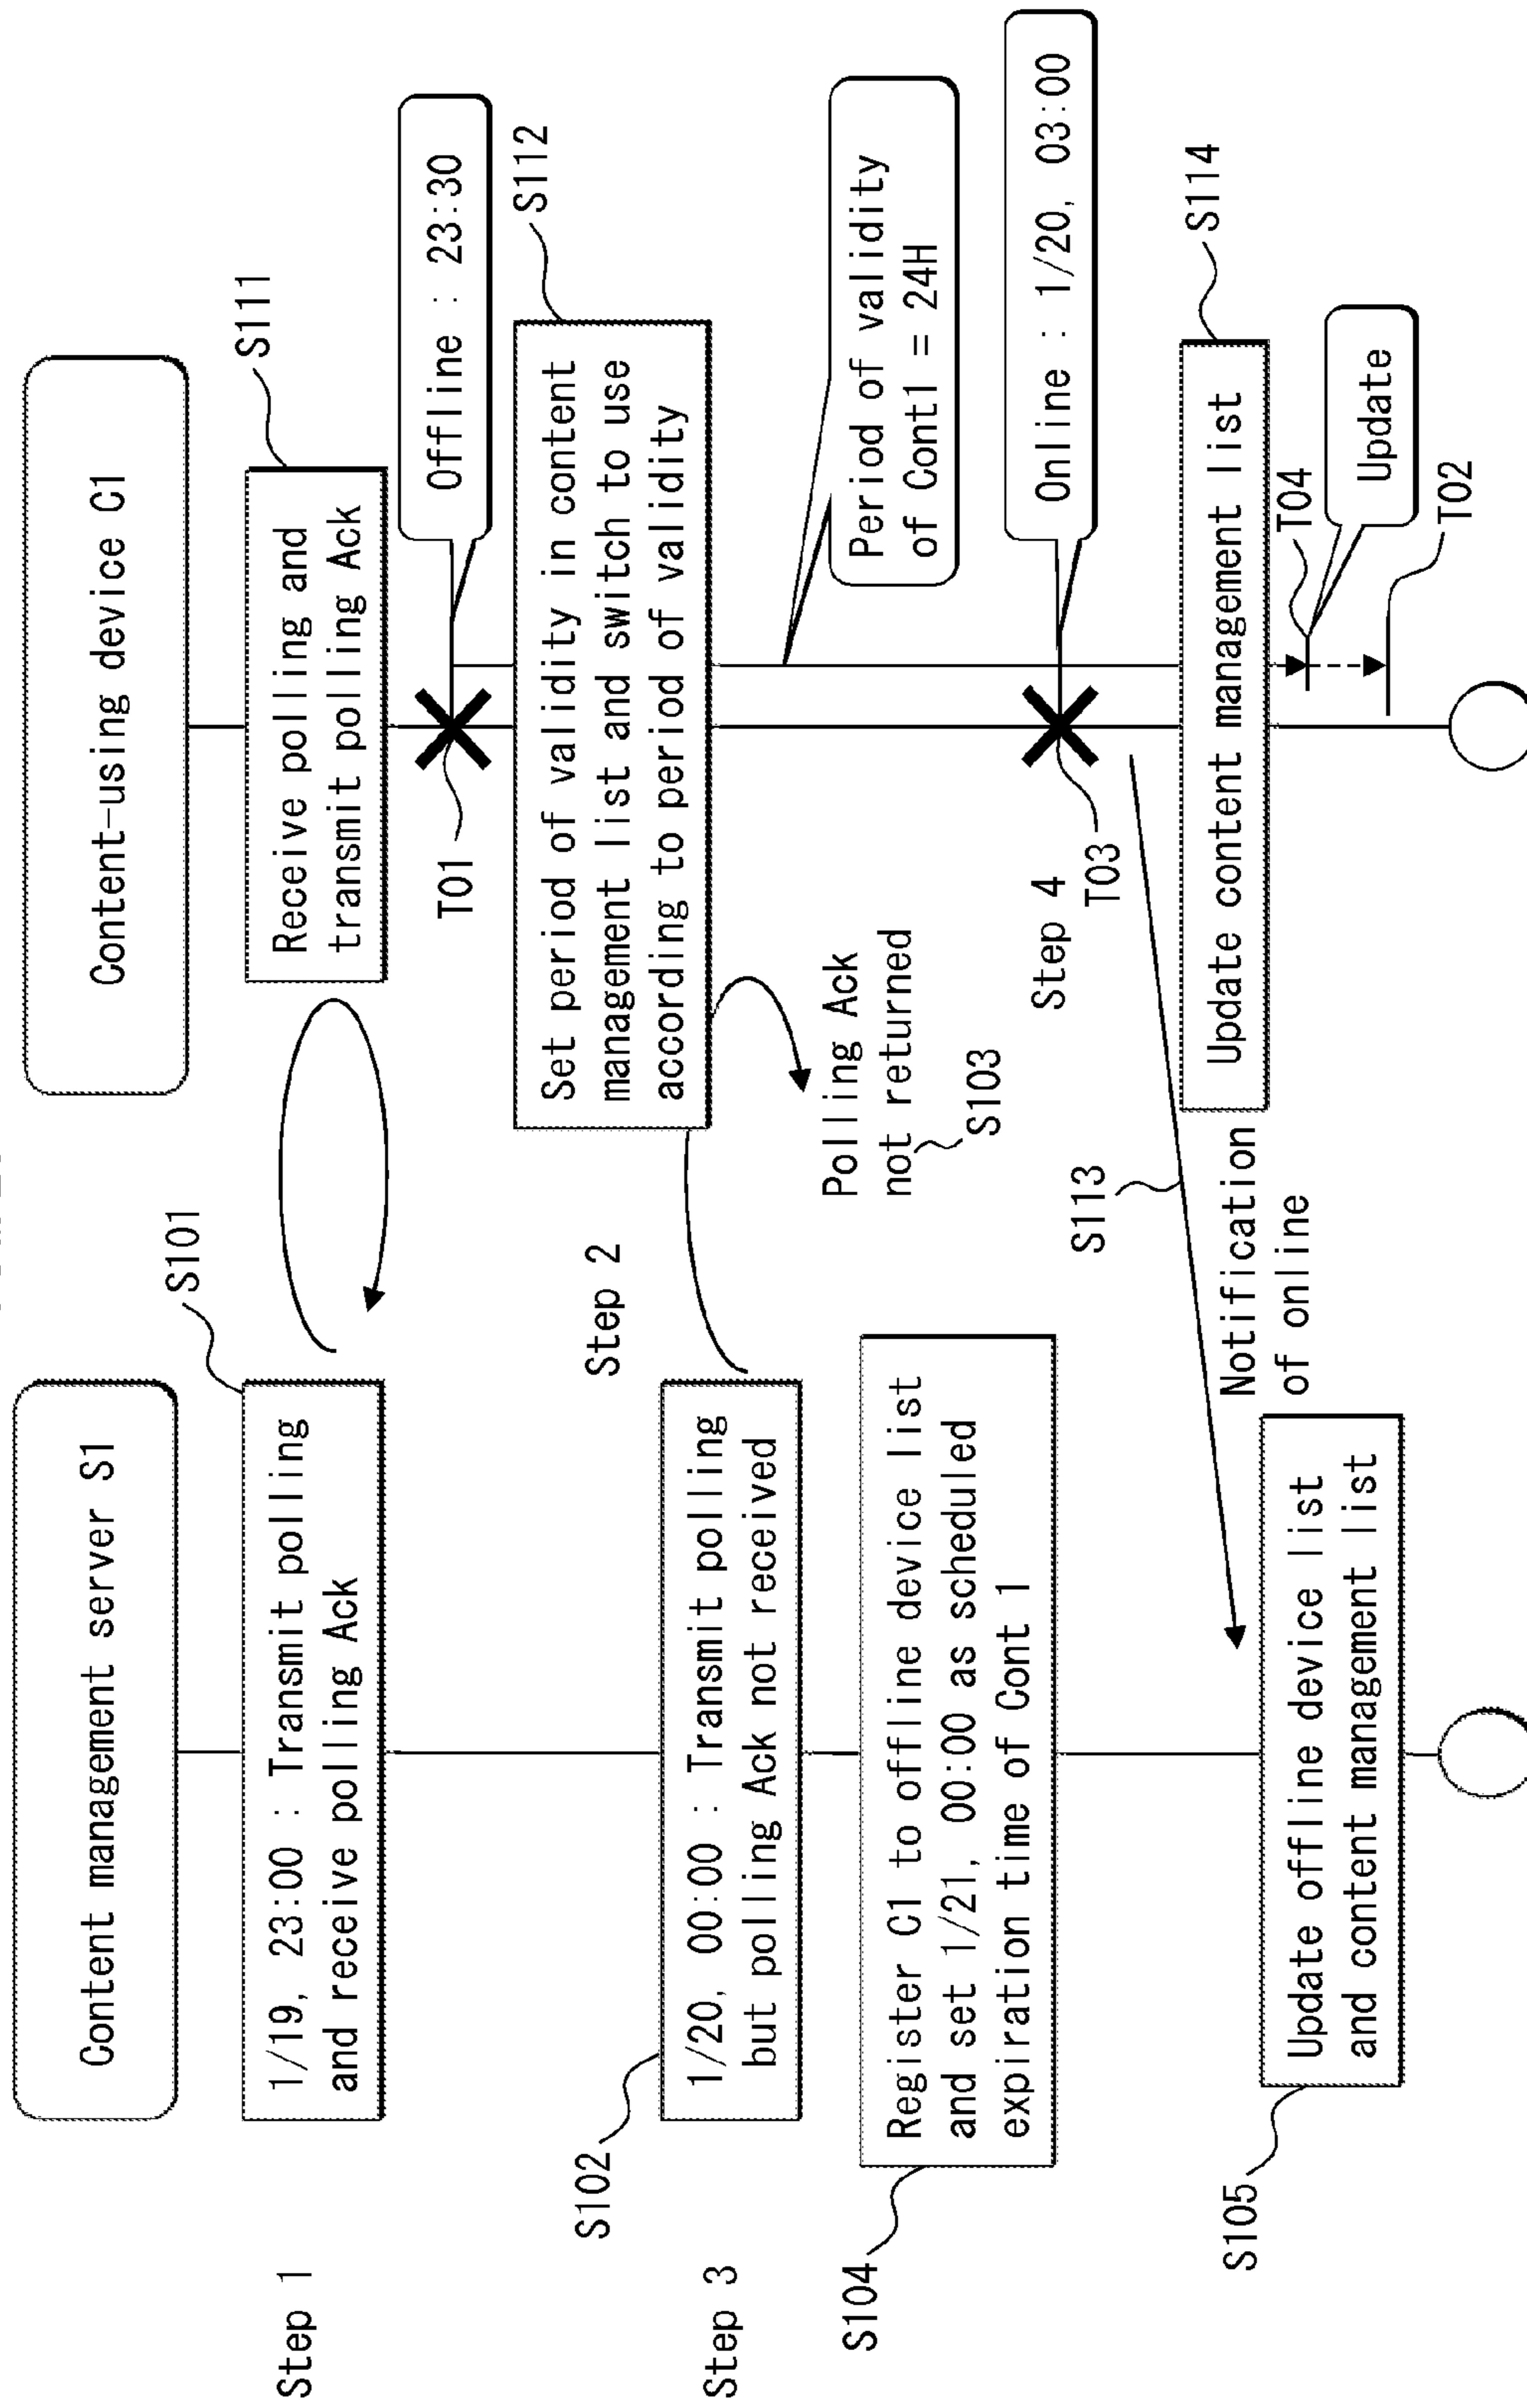 Content management server S1
Content-using device C1
Step 1
S101
1/19, 23:00 : Transmit polling
and receive polling Ack
S111
Receive polling and
transmit polling Ack
T01
Offline : 23:30
Step 2
S112
Set period of validity in content
management list and switch to use
according to period of validity
Step 3
S102
1/20, 00:00 : Transmit polling
but polling Ack not received
Polling Ack
not returned
S103
Period of validity
of Cont1 = 24H
S104
Register C1 to offline device list
and set 1/21, 00:00 as scheduled
expiration time of Cont 1
Step 4
T03
Online : 1/20, 03:00
S113
Notification
of online
S114
Update content management list
S105
Update offline device list
and content management list
T04
Update
T02